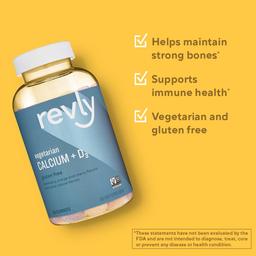 Helps maintain
strong bones*
Supports
immune health*
Vegetarian and
gluten free
revly
vegetarian
CALCIUM + D3
gluten free
*These statements have not been evaluated by the
FDA and are not intended to diagnose, treat, cure
or prevent any disease or health condition.